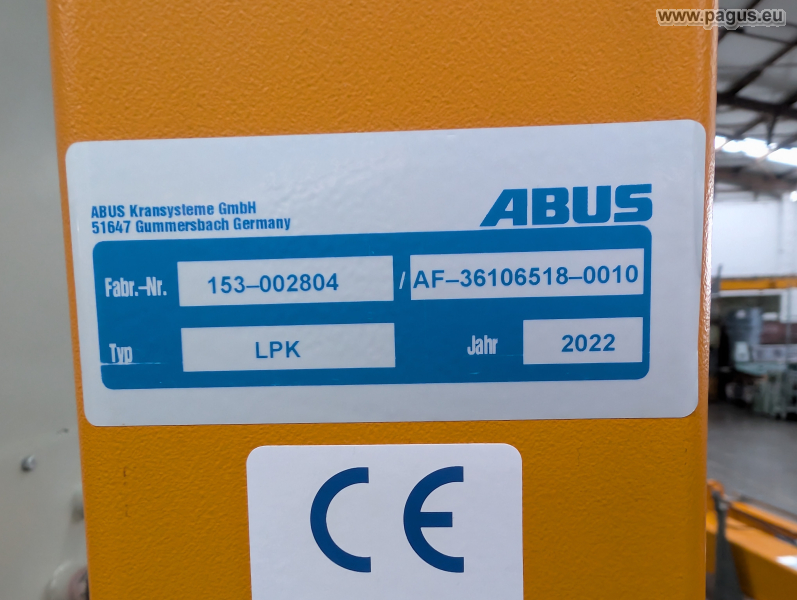 www.pagus.eu
ABUS Kransysteme GmbH
51647 Gummersbach Germany
ABUS
Fabr.-Nr. 153–002804 / AF–36106518–0010
Typ LPK Jahr 2022
CE